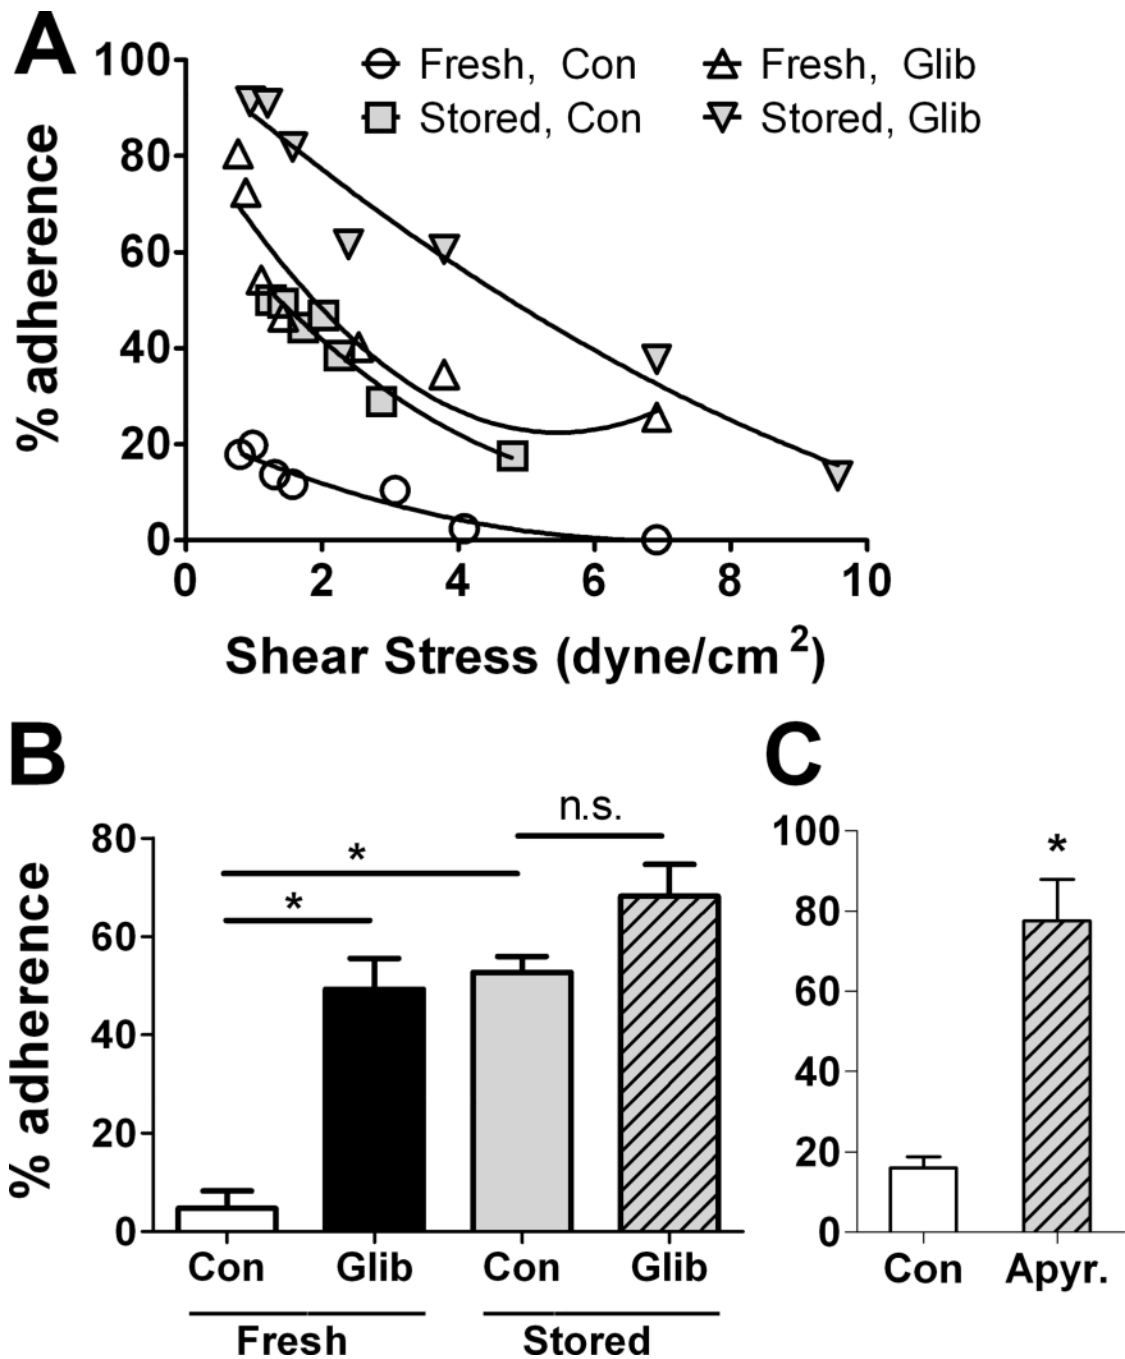 A
100
80
60
40
20
0
% adherence
Fresh, Con
Fresh, Glib
Stored, Con
Stored, Glib
0 2 4 6 8 10
Shear Stress (dyne/cm²)
B
80
60
40
20
0
% adherence
*
*
n.s.
Con Glib Con Glib
Fresh Stored
C
100
80
60
40
20
0
*
Con Apyr.